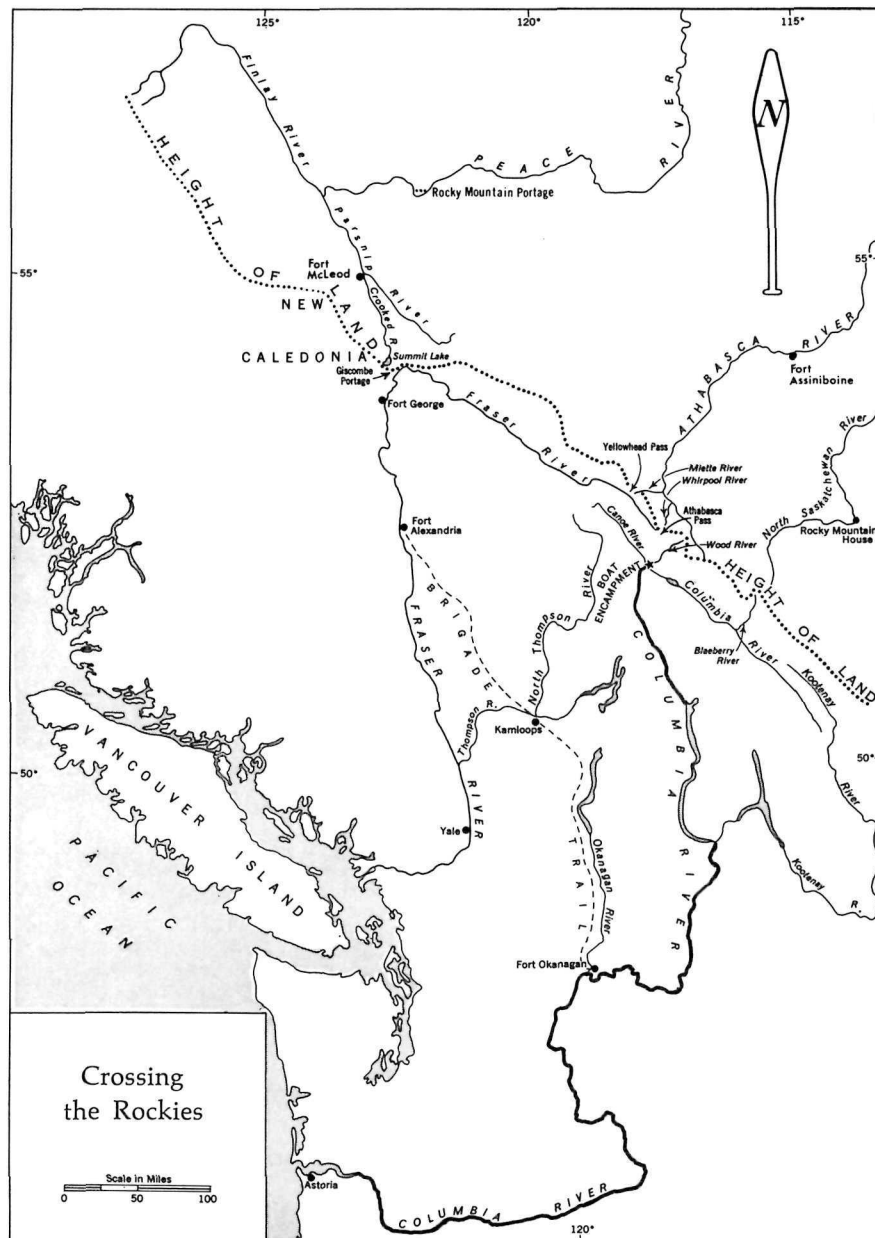 125°
120°
115°
Finlay River
HEIGHT OF LAND
PEACE RIVER
Rocky Mountain Portage
N
Parsnip River
55°
55°
Fort
McLeod
NEW
CALEDONIA
Crooked R.
Summit Lake
Giscombe
Portage
Fort George
ATHABASCA RIVER
Fort
Assiniboine
Fraser River
Yellowhead Pass
Miette River
Whirlpool River
Athabasca
Pass
North Saskatchewan River
Rocky Mountain
House
Canoe River
Wood River
BOAT
ENCAMPMENT
HEIGHT OF LAND
Fort
Alexandria
BRIGADE TRAIL
FRASER RIVER
North Thompson River
Columbia River
Blaeberry
River
Kootenay River
COLUMBIA RIVER
Thompson R.
Kamloops
50°
50°
VANCOUVER ISLAND
PACIFIC
OCEAN
Yale
Okanagan River
Kootenay R.
Fort Okanagan
Crossing
the Rockies
Scale in Miles
0 50 100
Astoria
COLUMBIA RIVER
120°